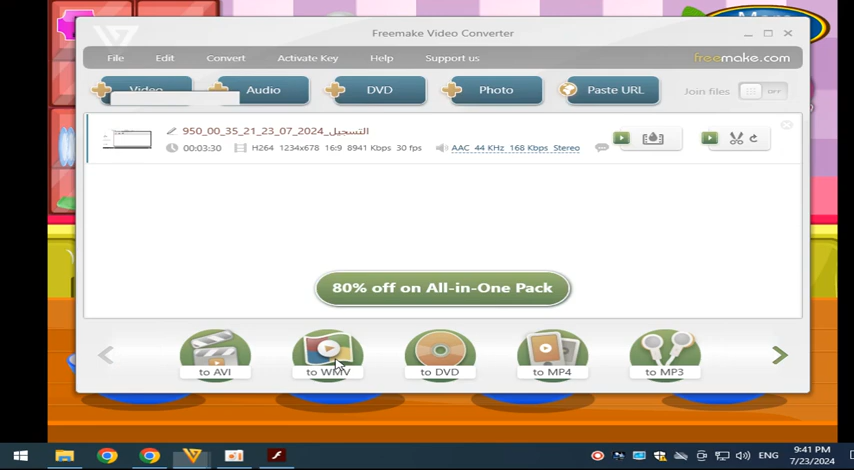 Freemake Video Converter
File Edit Convert Activate Key Help Support us
freemake.com
Video Audio DVD Photo Paste URL Join files OFF
950_00_35_21_23_07_2024_التسجيل
00:03:30 H264 1234x678 16:9 8941 Kbps 30 fps AAC 44 KHz 168 Kbps Stereo
80% off on All-in-One Pack
to AVI to WMV to DVD to MP4 to MP3
ENG
9:41 PM
7/23/2024